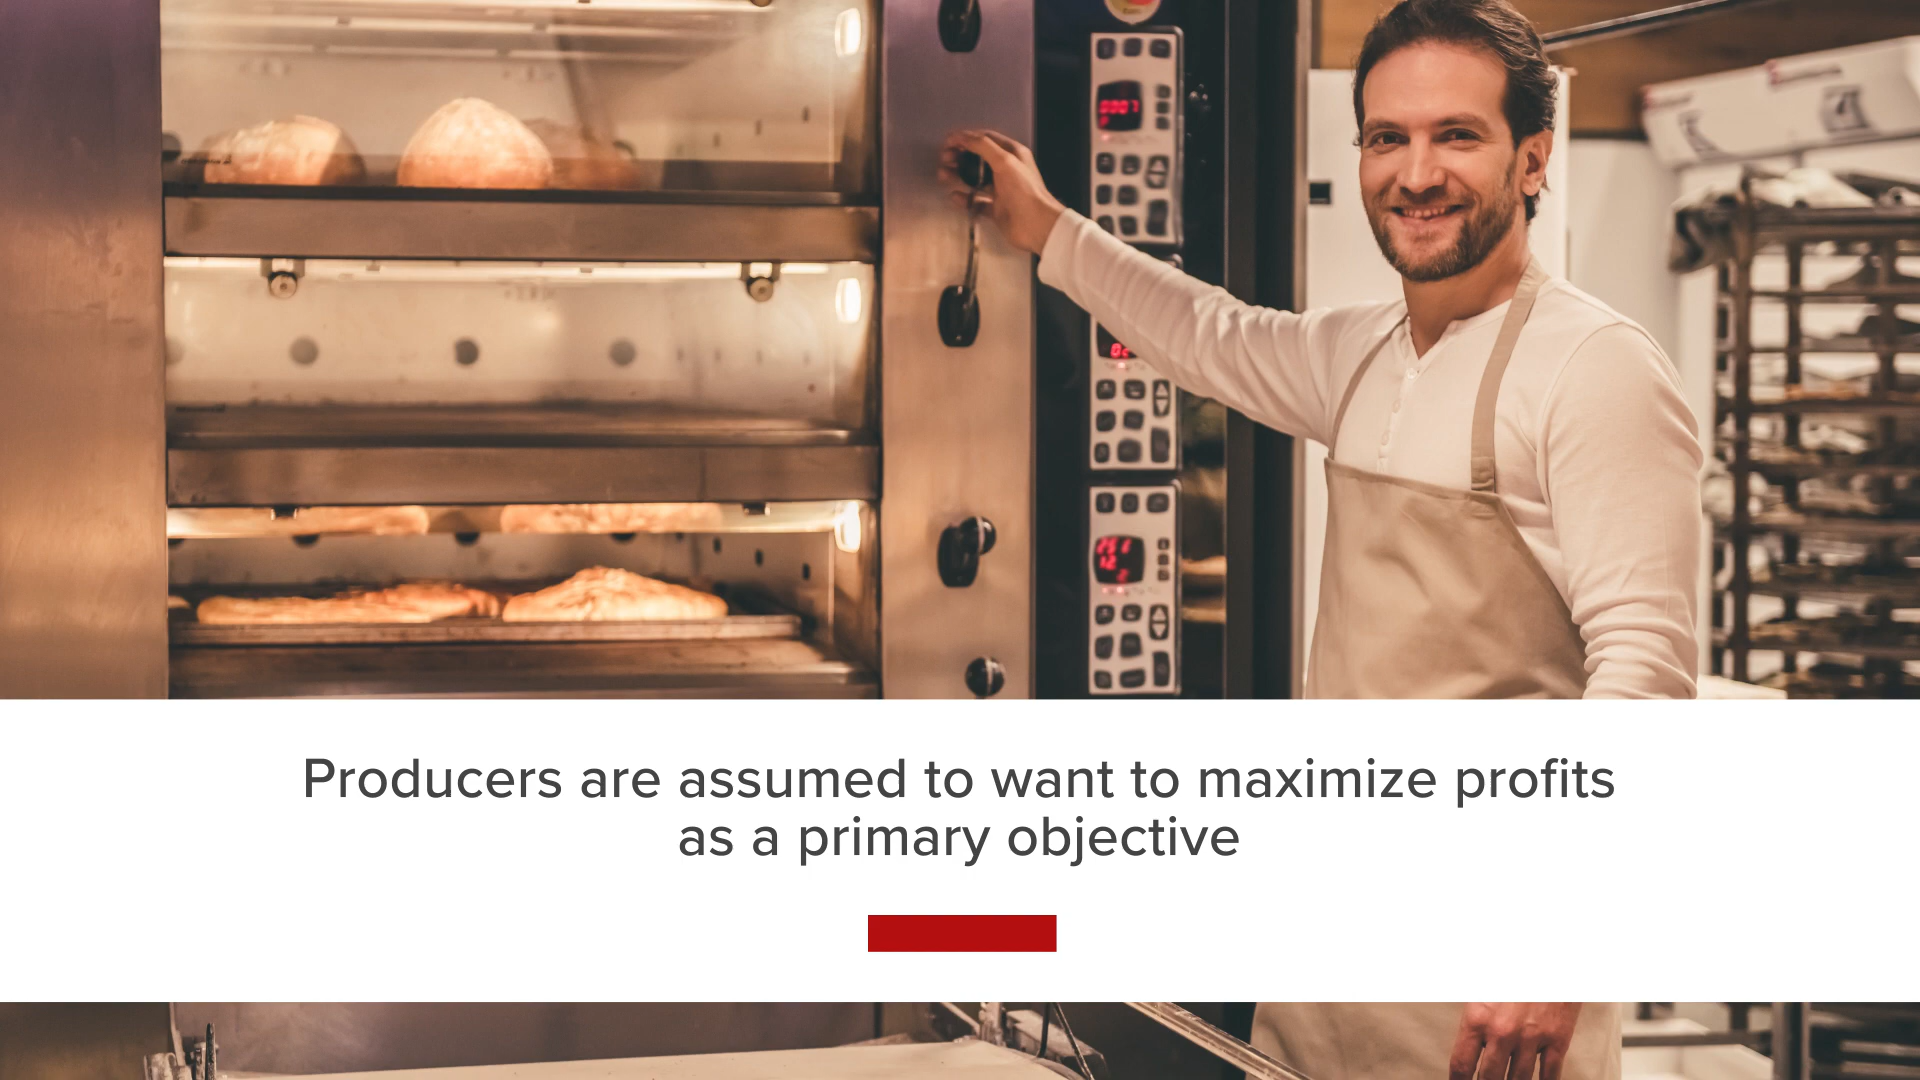 Producers are assumed to want to maximize profits
as a primary objective